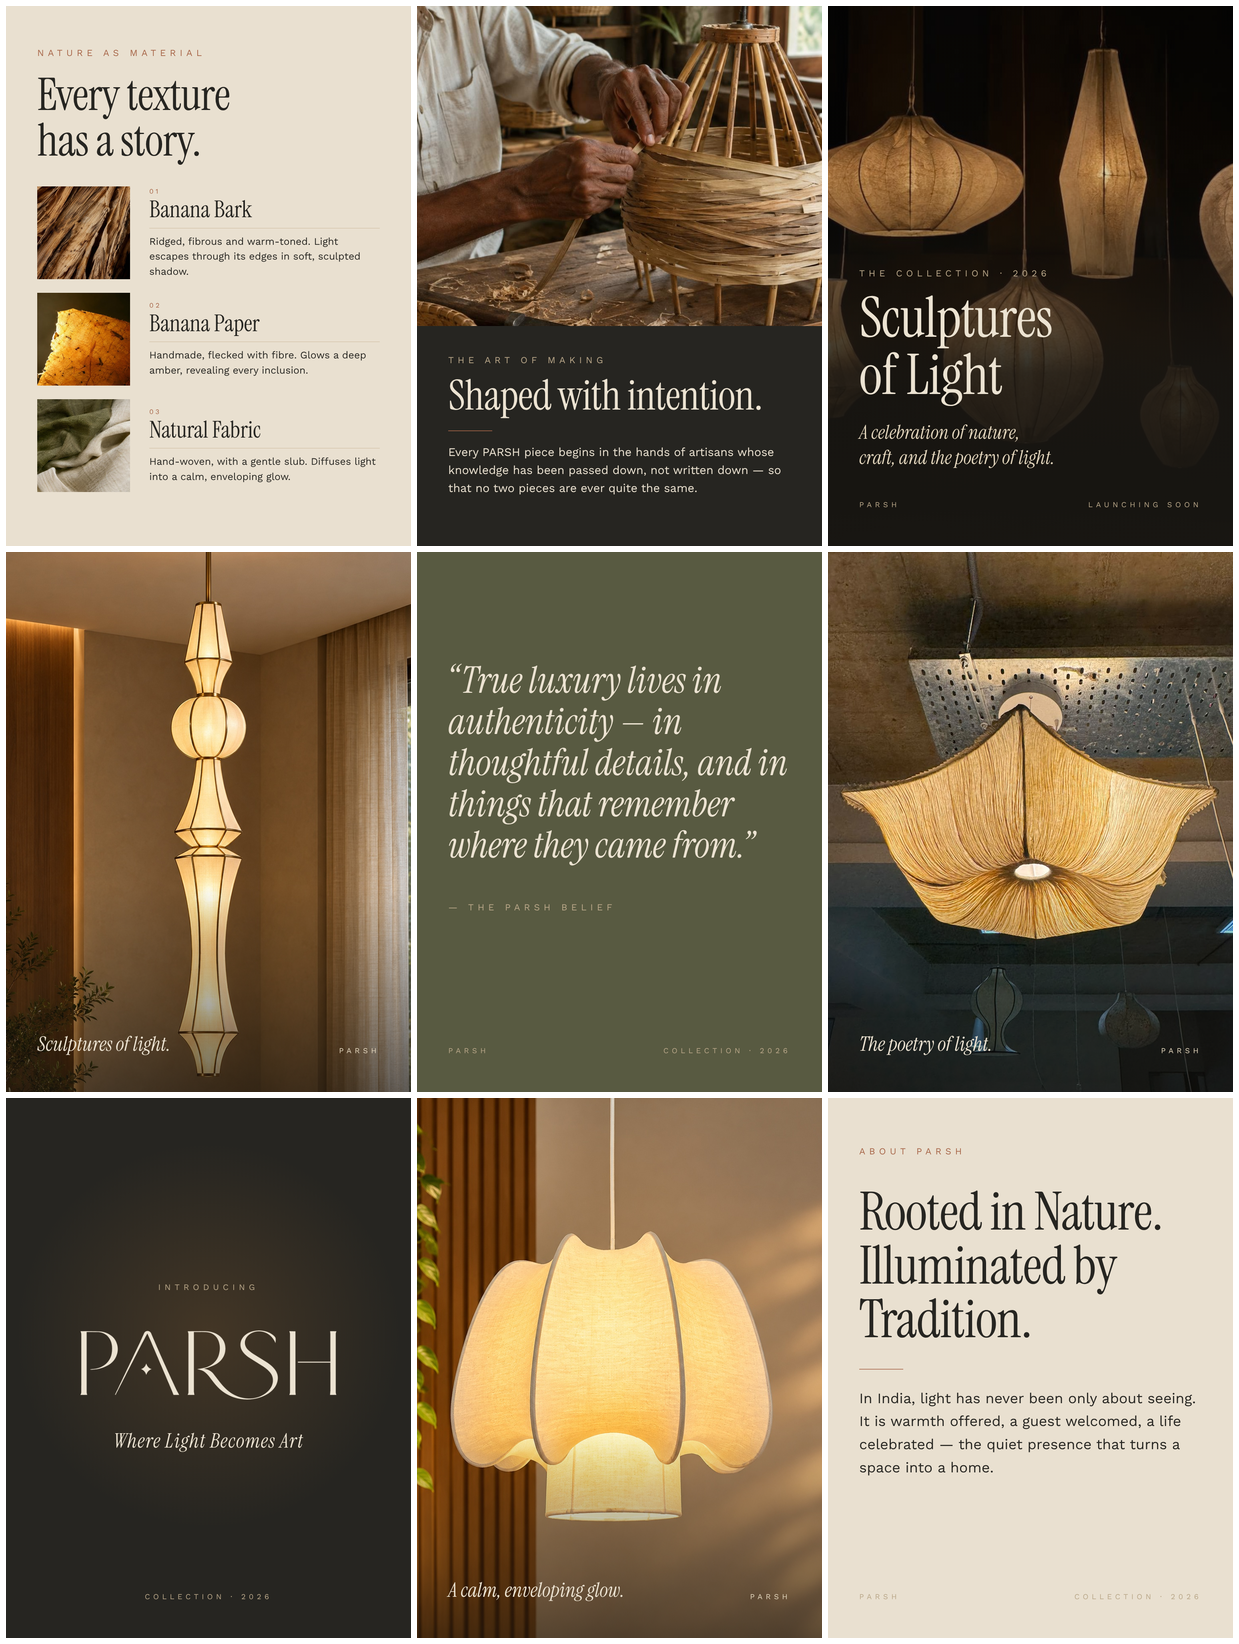 NATURE AS MATERIAL
Every texture
has a story.
01
Banana Bark
Ridged, fibrous and warm-toned. Light
escapes through its edges in soft, sculpted
shadow.
02
Banana Paper
Handmade, flecked with fibre. Glows a deep
amber, revealing every inclusion.
03
Natural Fabric
Hand-woven, with a gentle slub. Diffuses light
into a calm, enveloping glow.
THE ART OF MAKING
Shaped with intention.
Every PARSH piece begins in the hands of artisans whose
knowledge has been passed down, not written down — so
that no two pieces are ever quite the same.
THE COLLECTION · 2026
Sculptures
of Light
A celebration of nature,
craft, and the poetry of light.
PARSH
LAUNCHING SOON
Sculptures of light.
PARSH
“True luxury lives in
authenticity — in
thoughtful details, and in
things that remember
where they came from.”
— THE PARSH BELIEF
PARSH
COLLECTION · 2026
The poetry of light.
PARSH
INTRODUCING
PARSH
Where Light Becomes Art
COLLECTION · 2026
A calm, enveloping glow.
PARSH
ABOUT PARSH
Rooted in Nature.
Illuminated by
Tradition.
In India, light has never been only about seeing.
It is warmth offered, a guest welcomed, a life
celebrated — the quiet presence that turns a
space into a home.
PARSH
COLLECTION · 2026